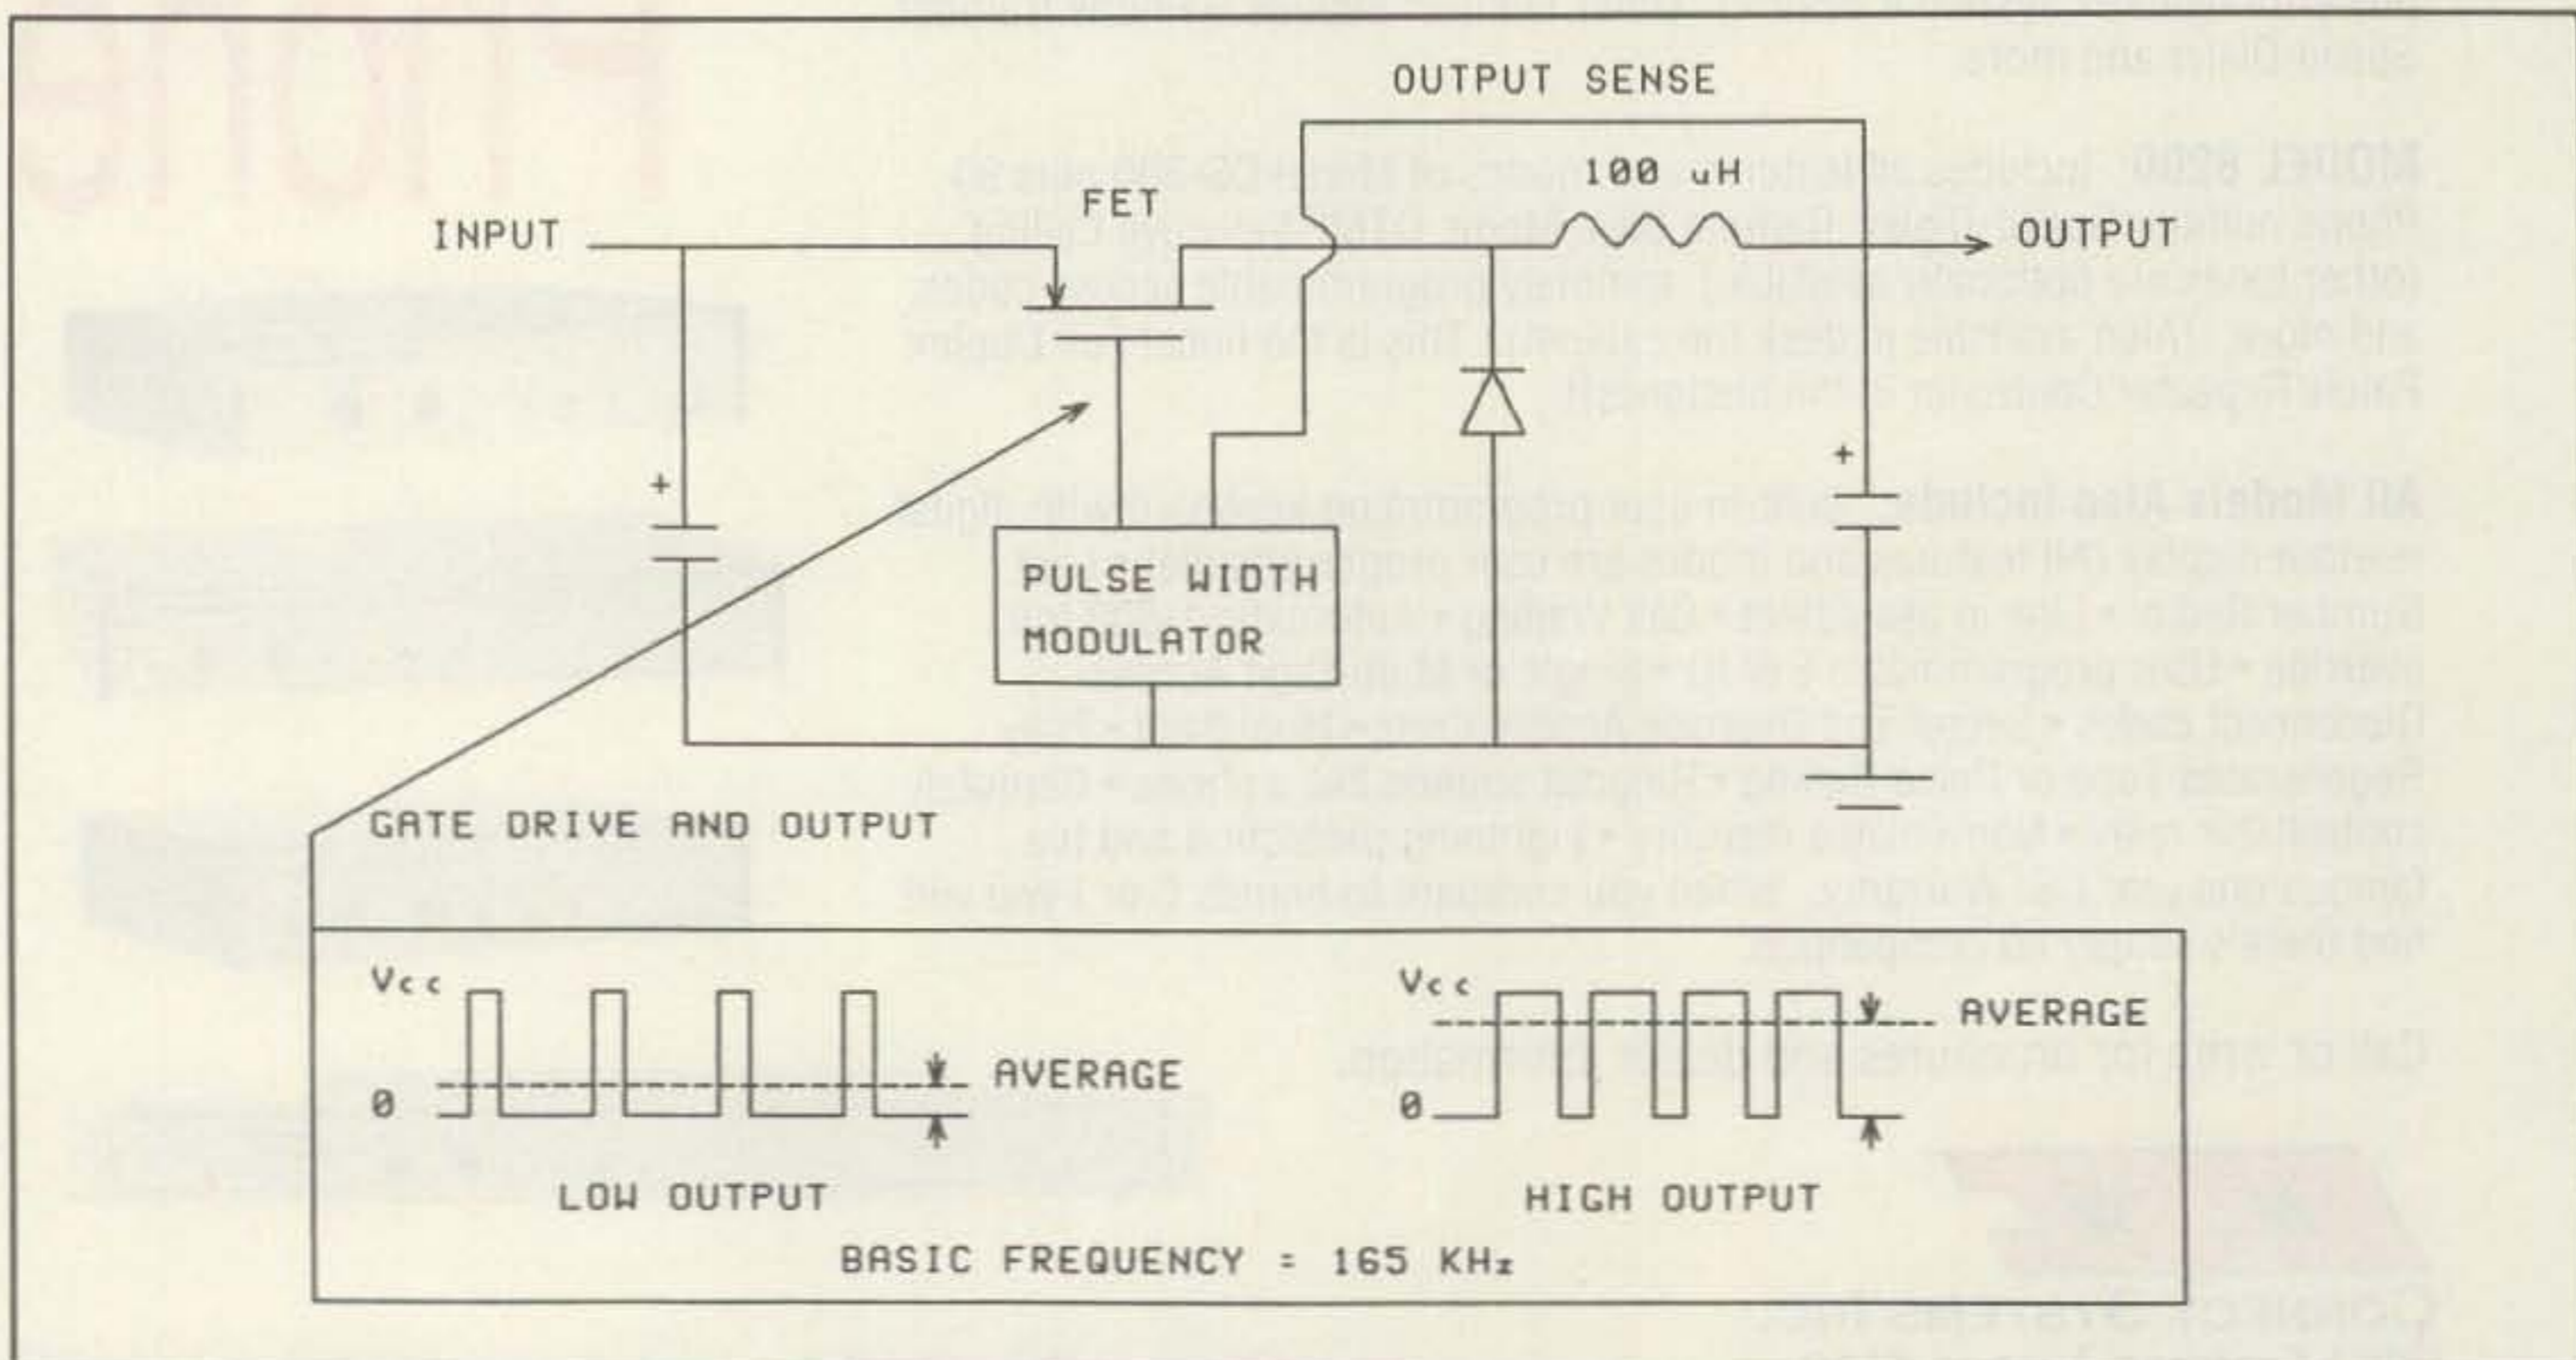 OUTPUT SENSE
100 uH
FET
INPUT
OUTPUT
+
+
PULSE WIDTH
MODULATOR
GATE DRIVE AND OUTPUT
Vcc
0
AVERAGE
LOW OUTPUT
Vcc
0
AVERAGE
HIGH OUTPUT
BASIC FREQUENCY = 165 KHz